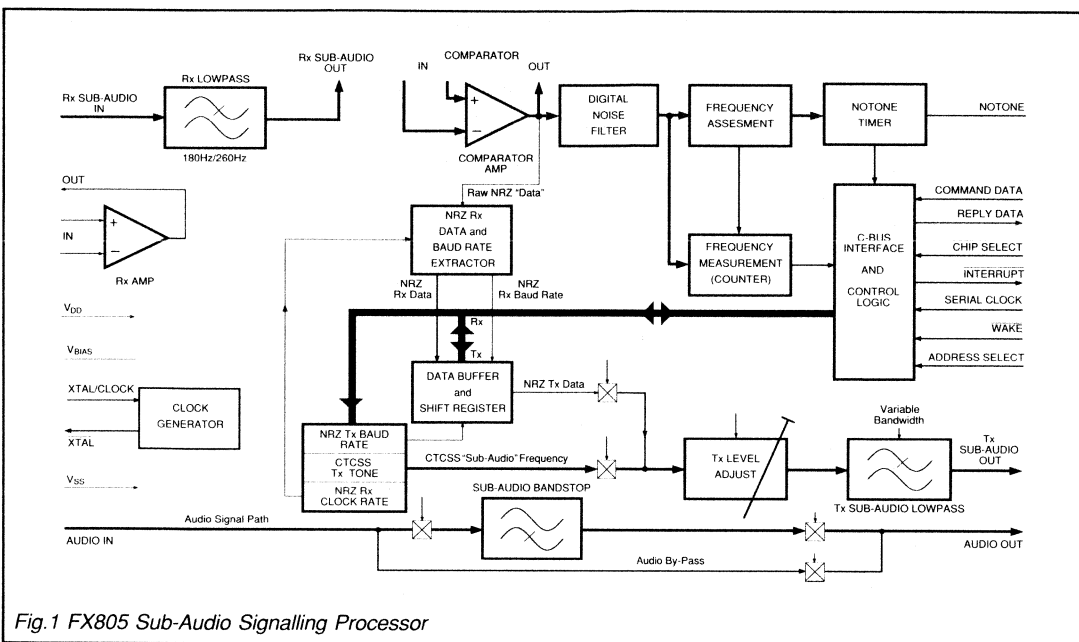 Rx LOWPASS
Rx SUB-AUDIO
IN
180Hz/260Hz
Rx SUB-AUDIO
OUT
COMPARATOR
IN
OUT
+
−
COMPARATOR
AMP
DIGITAL
NOISE
FILTER
FREQUENCY
ASSESMENT
NOTONE
TIMER
NOTONE
OUT
IN
+
−
Rx AMP
Raw NRZ "Data"
NRZ Rx
DATA and
BAUD RATE
EXTRACTOR
FREQUENCY
MEASUREMENT
(COUNTER)
C-BUS
INTERFACE
AND
CONTROL
LOGIC
COMMAND DATA
REPLY DATA
CHIP SELECT
INTERRUPT
SERIAL CLOCK
WAKE
ADDRESS SELECT
NRZ
Rx Data
NRZ
Rx Baud Rate
Rx
Tx
VDD
VBIAS
XTAL/CLOCK
XTAL
CLOCK
GENERATOR
VSS
DATA BUFFER
and
SHIFT REGISTER
NRZ Tx Data
NRZ Tx BAUD
RATE
CTCSS
Tx TONE
NRZ Rx
CLOCK RATE
CTCSS "Sub-Audio" Frequency
Tx LEVEL
ADJUST
Variable
Bandwidth
Tx
SUB-AUDIO
OUT
Tx SUB-AUDIO LOWPASS
SUB-AUDIO BANDSTOP
Audio Signal Path
AUDIO IN
Audio By-Pass
AUDIO OUT
Fig.1 FX805 Sub-Audio Signalling Processor